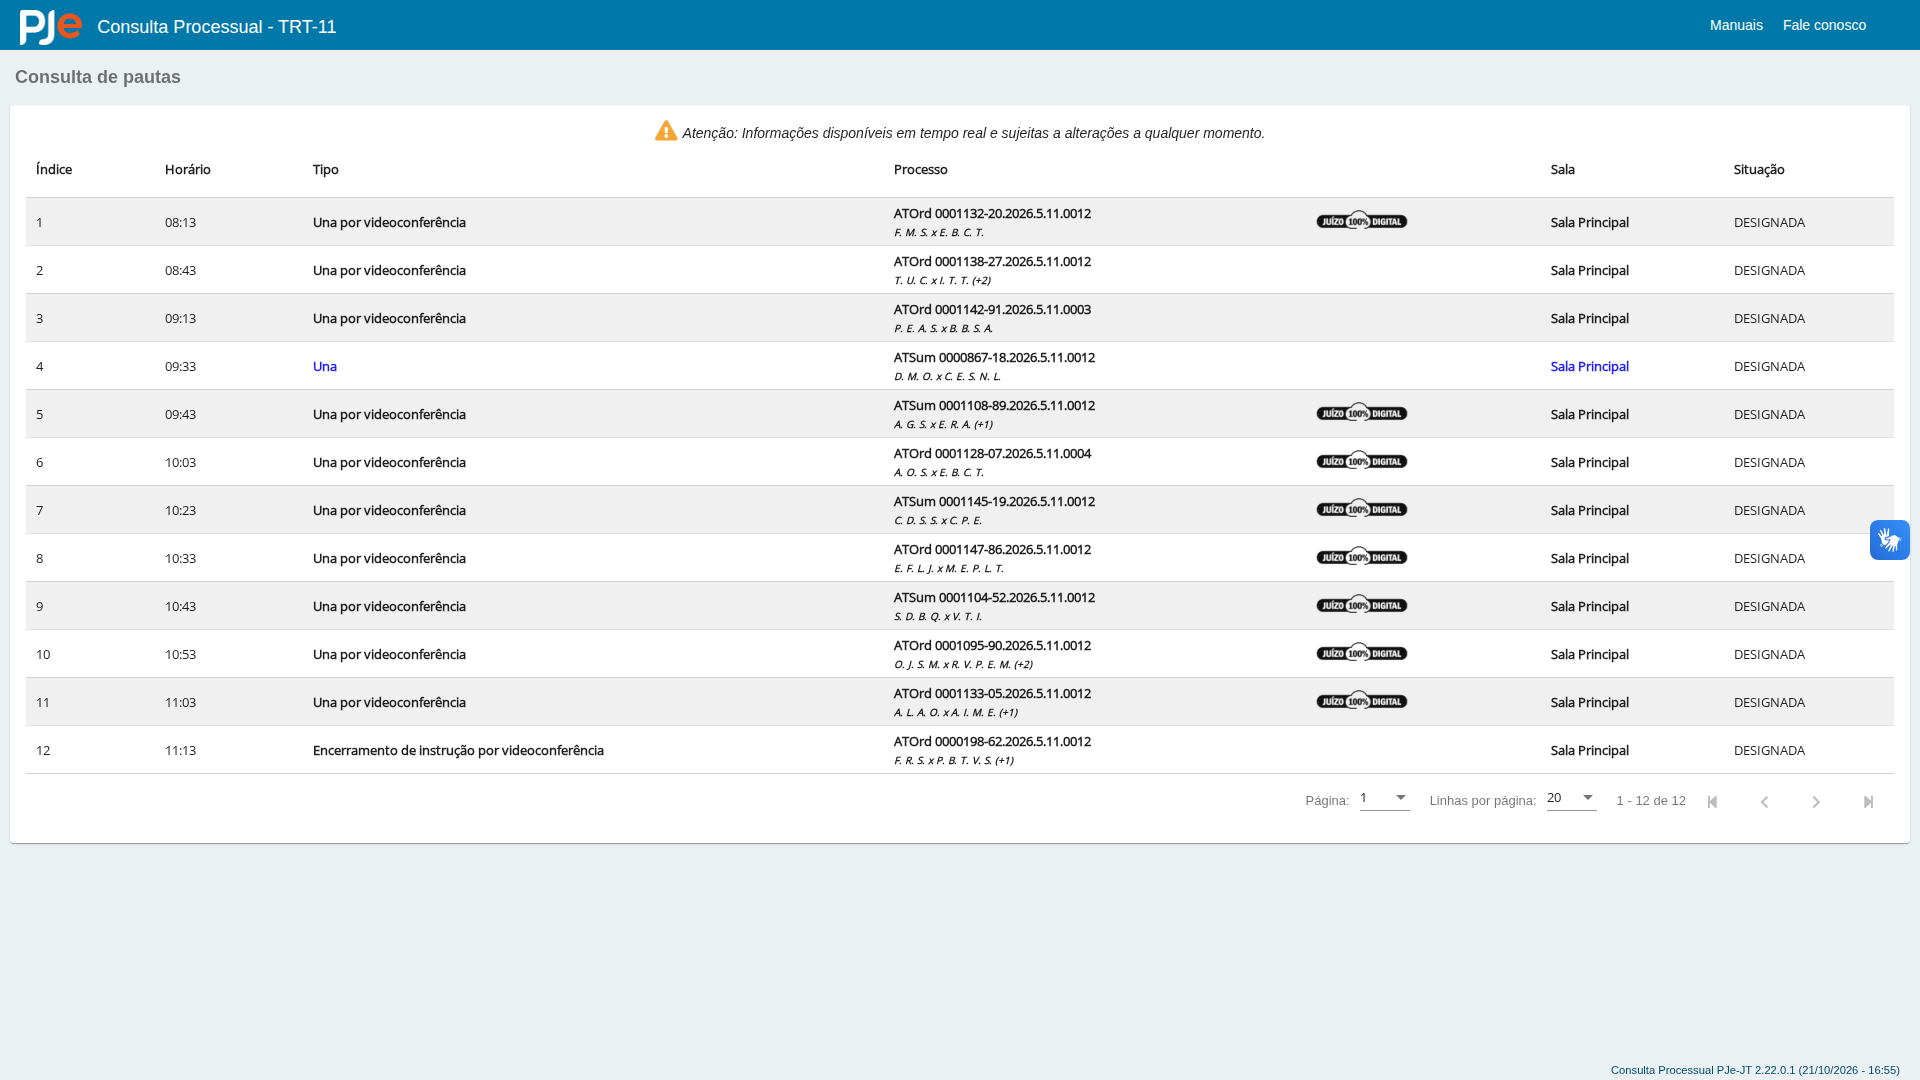 PJe Consulta Processual - TRT-11 Manuais Fale conosco
Consulta de pautas
Atenção: Informações disponíveis em tempo real e sujeitas a alterações a qualquer momento.
Índice Horário Tipo Processo Sala Situação
1 08:13 Una por videoconferência ATOrd 0001132-20.2026.5.11.0012 JUÍZO 100% DIGITAL Sala Principal DESIGNADA
F. M. S. x E. B. C. T.
2 08:43 Una por videoconferência ATOrd 0001138-27.2026.5.11.0012 Sala Principal DESIGNADA
T. U. C. x I. T. T. (+2)
3 09:13 Una por videoconferência ATOrd 0001142-91.2026.5.11.0003 Sala Principal DESIGNADA
P. E. A. S. x B. B. S. A.
4 09:33 Una ATSum 0000867-18.2026.5.11.0012 Sala Principal DESIGNADA
D. M. O. x C. E. S. N. L.
5 09:43 Una por videoconferência ATSum 0001108-89.2026.5.11.0012 JUÍZO 100% DIGITAL Sala Principal DESIGNADA
A. G. S. x E. R. A. (+1)
6 10:03 Una por videoconferência ATOrd 0001128-07.2026.5.11.0004 JUÍZO 100% DIGITAL Sala Principal DESIGNADA
A. O. S. x E. B. C. T.
7 10:23 Una por videoconferência ATSum 0001145-19.2026.5.11.0012 JUÍZO 100% DIGITAL Sala Principal DESIGNADA
C. D. S. S. x C. P. E.
8 10:33 Una por videoconferência ATOrd 0001147-86.2026.5.11.0012 JUÍZO 100% DIGITAL Sala Principal DESIGNADA
E. F. L. J. x M. E. P. L. T.
9 10:43 Una por videoconferência ATSum 0001104-52.2026.5.11.0012 JUÍZO 100% DIGITAL Sala Principal DESIGNADA
S. D. B. Q. x V. T. I.
10 10:53 Una por videoconferência ATOrd 0001095-90.2026.5.11.0012 JUÍZO 100% DIGITAL Sala Principal DESIGNADA
O. J. S. M. x R. V. P. E. M. (+2)
11 11:03 Una por videoconferência ATOrd 0001133-05.2026.5.11.0012 JUÍZO 100% DIGITAL Sala Principal DESIGNADA
A. L. A. O. x A. I. M. E. (+1)
12 11:13 Encerramento de instrução por videoconferência ATOrd 0000198-62.2026.5.11.0012 Sala Principal DESIGNADA
F. R. S. x P. B. T. V. S. (+1)
Página: 1 Linhas por página: 20 1 - 12 de 12
Consulta Processual PJe-JT 2.22.0.1 (21/10/2026 - 16:55)